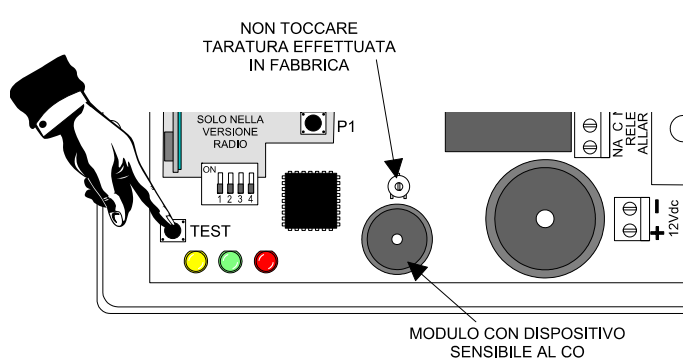 NON TOCCARE
TARATURA EFFETTUATA
IN FABBRICA
SOLO NELLA
VERSIONE
RADIO
P1
ON
1 2 3 4
TEST
NA C
RELE
ALLAR
- +
12Vdc
MODULO CON DISPOSITIVO
SENSIBILE AL CO